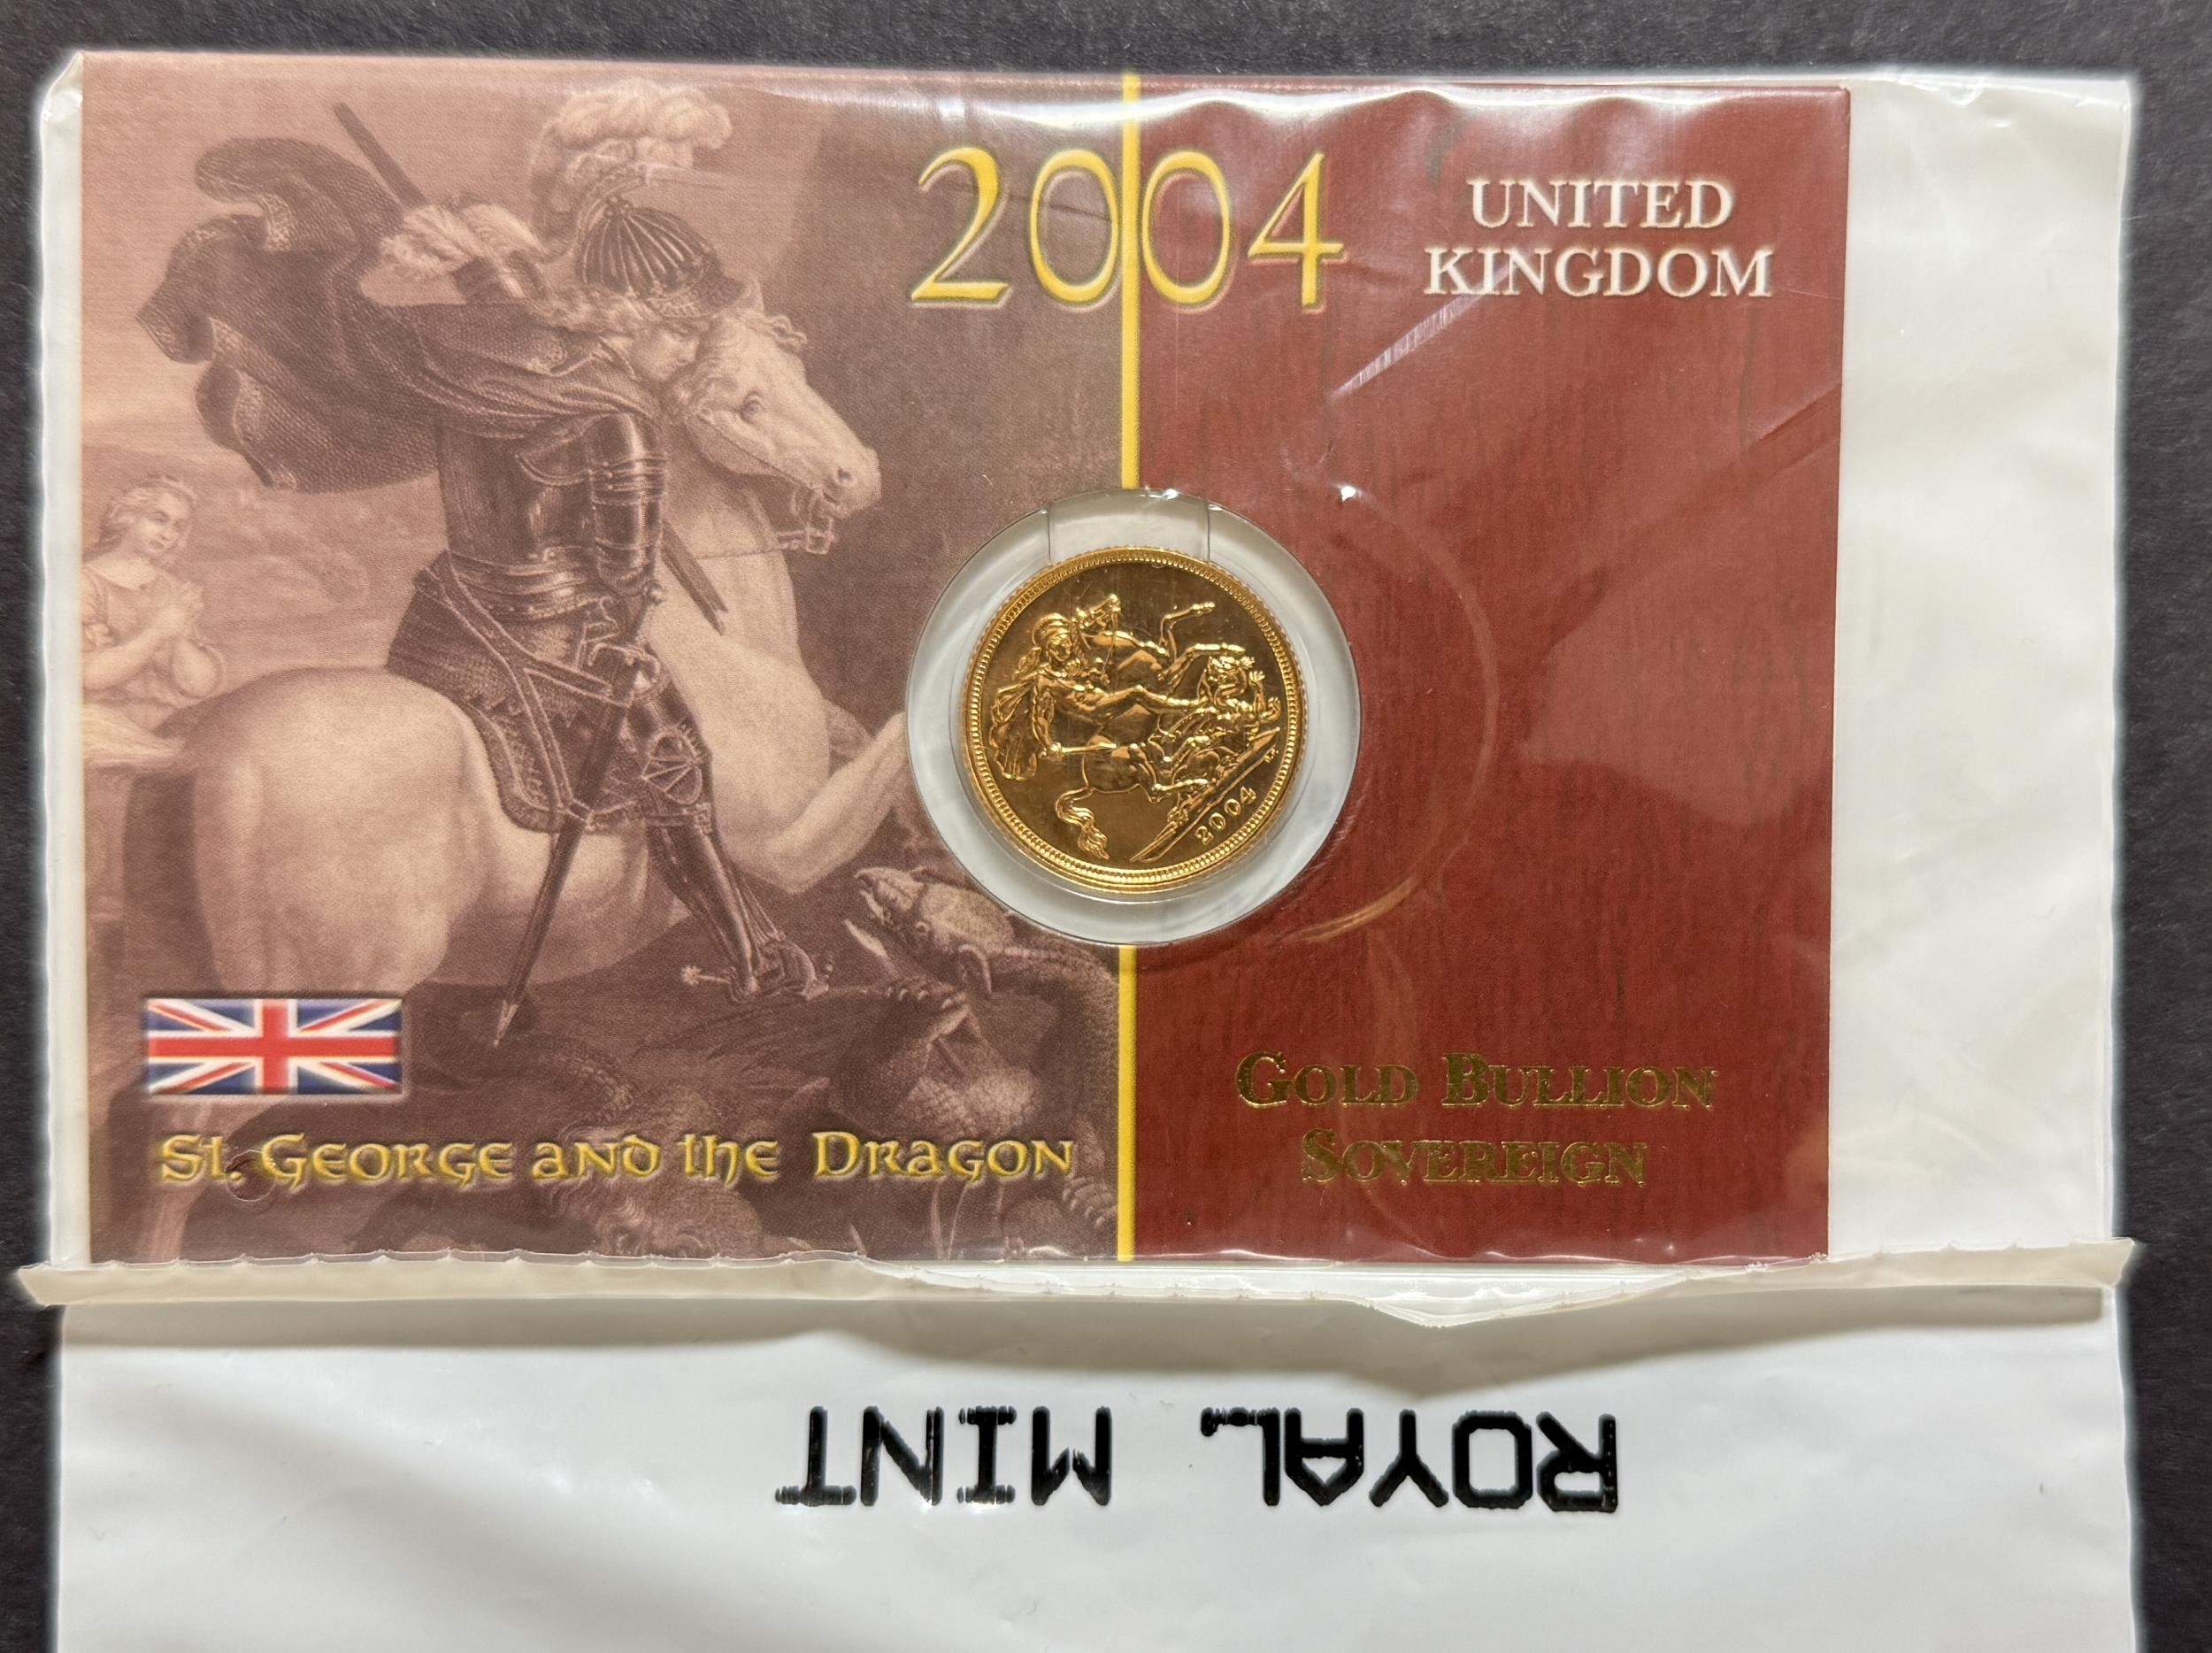 2004
UNITED
KINGDOM
2004
GOLD BULLION
SOVEREIGN
St. GEORGE AND THE DRAGON
ROYAL MINT